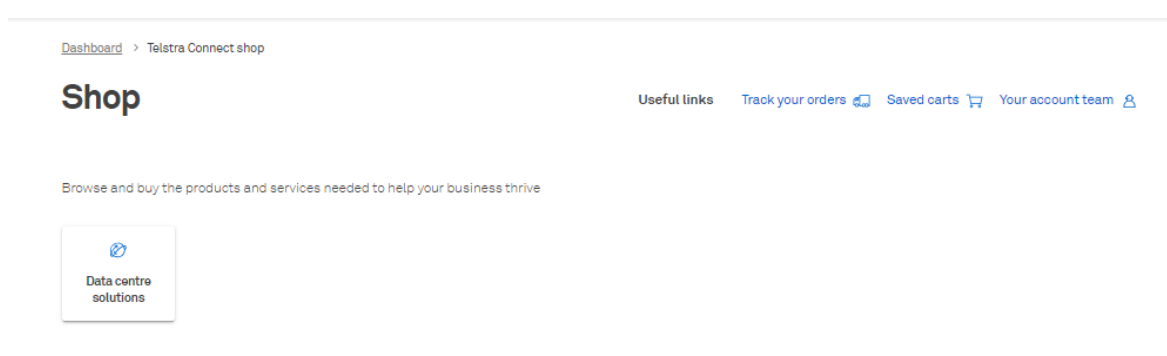 Dashboard > Telstra Connect shop
Shop
Useful links Track your orders Saved carts Your account team
Browse and buy the products and services needed to help your business thrive
Data centre
solutions